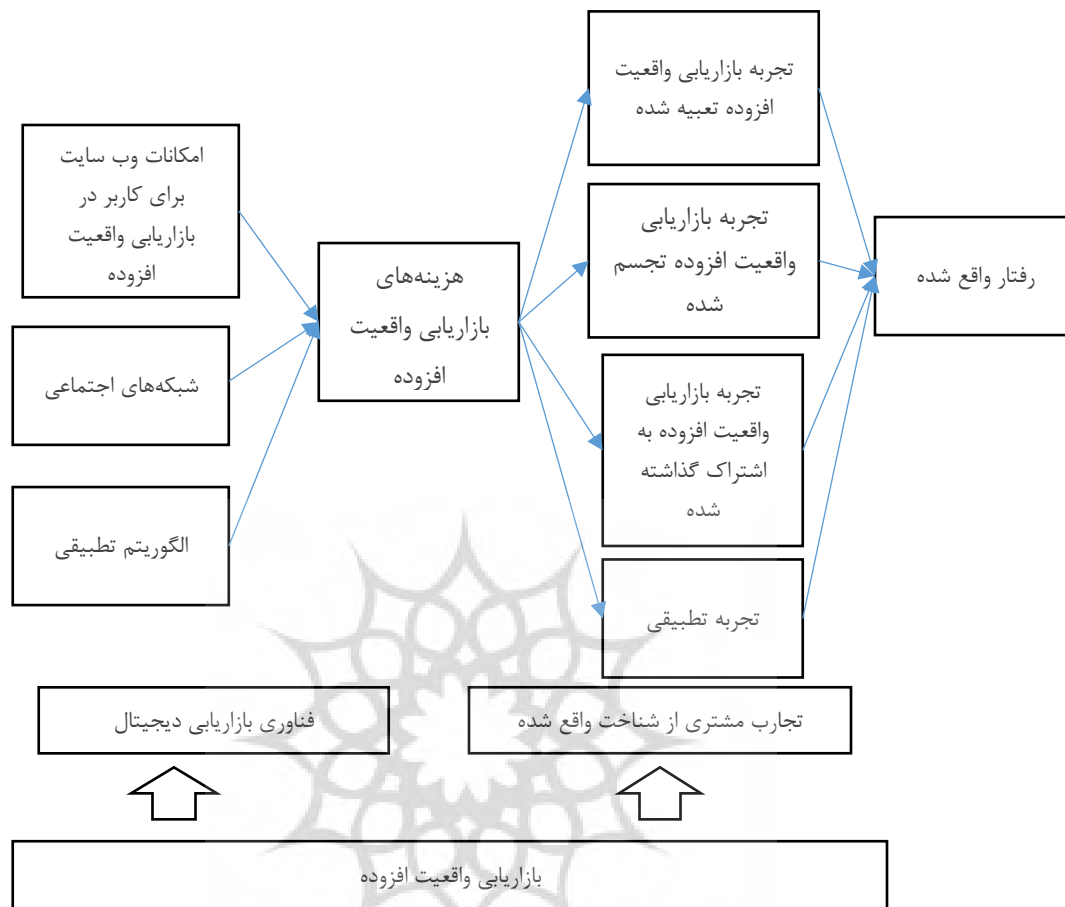 امکانات وب سایت
برای کاربر در
بازاریابی واقعیت
افزوده
شبکه‌های اجتماعی
الگوریتم تطبیقی
هزینه‌های
بازاریابی واقعیت
افزوده
تجربه بازاریابی واقعیت
افزوده تعبیه شده
تجربه بازاریابی
واقعیت افزوده تجسم
شده
تجربه بازاریابی
واقعیت افزوده به
اشتراک گذاشته
شده
تجربه تطبیقی
رفتار واقع شده
فناوری بازاریابی دیجیتال
تجارب مشتری از شناخت واقع شده
بازاریابی واقعیت افزوده